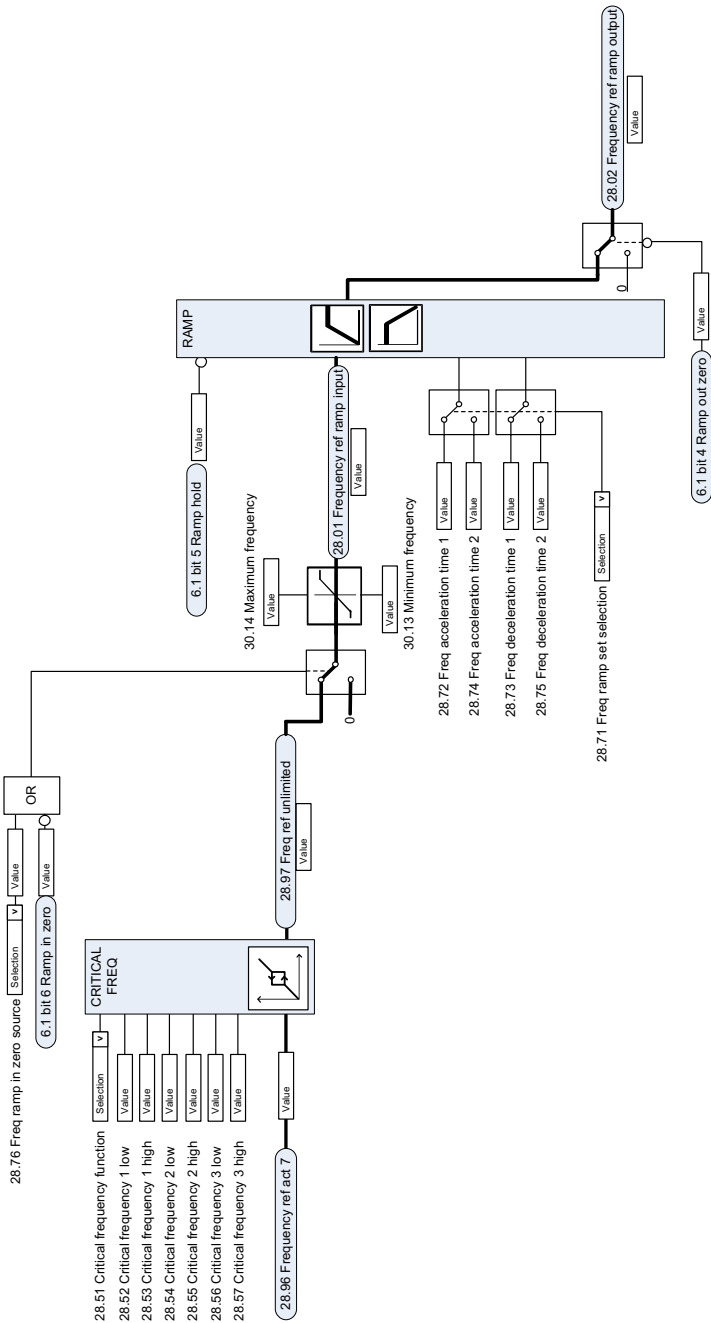 28.76 Freq ramp in zero source
Selection
v
Value
6.1 bit 6 Ramp in zero
Value
OR
28.51 Critical frequency function
Selection
v
28.52 Critical frequency 1 low
Value
28.53 Critical frequency 1 high
Value
28.54 Critical frequency 2 low
Value
28.55 Critical frequency 2 high
Value
28.56 Critical frequency 3 low
Value
28.57 Critical frequency 3 high
Value
28.96 Frequency ref act 7
Value
CRITICAL
FREQ
28.97 Freq ref unlimited
Value
0
30.14 Maximum frequency
Value
30.13 Minimum frequency
Value
28.01 Frequency ref ramp input
Value
6.1 bit 5 Ramp hold
Value
RAMP
28.72 Freq acceleration time 1
Value
28.74 Freq acceleration time 2
Value
28.73 Freq deceleration time 1
Value
28.75 Freq deceleration time 2
Value
28.71 Freq ramp set selection
Selection
v
0
28.02 Frequency ref ramp output
Value
6.1 bit 4 Ramp out zero
Value